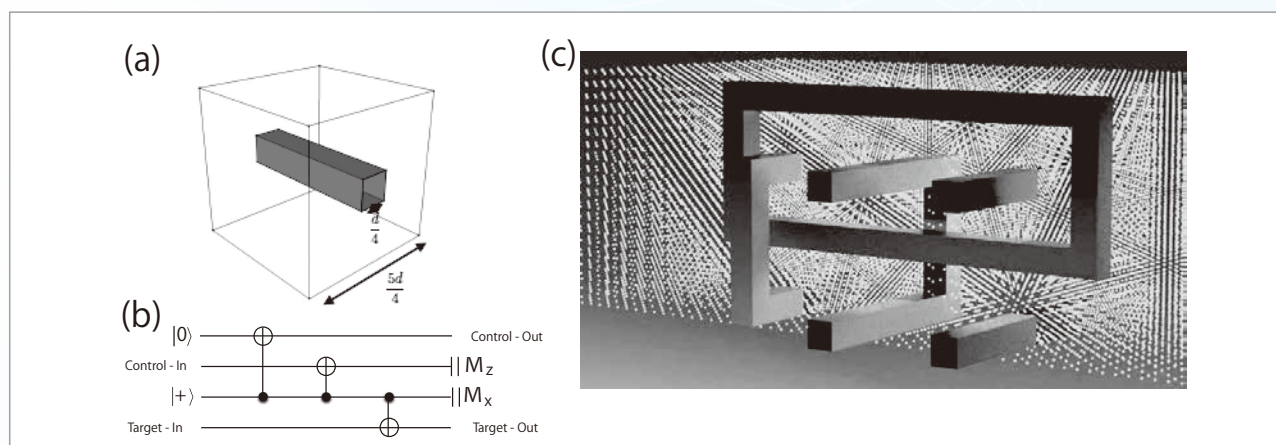 (a)
d/4
5d/4
(b)
|0⟩
Control - Out
Control - In
M_z
|+⟩
M_x
Target - In
Target - Out
(c)